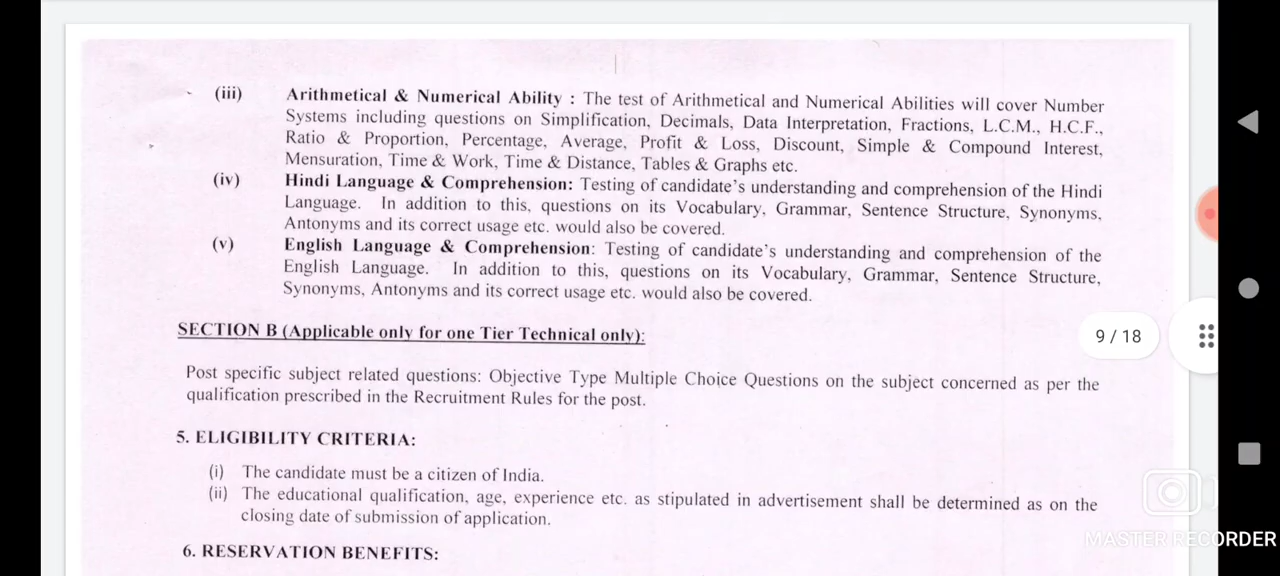 (iii) Arithmetical & Numerical Ability : The test of Arithmetical and Numerical Abilities will cover Number
Systems including questions on Simplification, Decimals, Data Interpretation, Fractions, L.C.M., H.C.F.,
Ratio & Proportion, Percentage, Average, Profit & Loss, Discount, Simple & Compound Interest,
Mensuration, Time & Work, Time & Distance, Tables & Graphs etc.
(iv) Hindi Language & Comprehension: Testing of candidate's understanding and comprehension of the Hindi
Language. In addition to this, questions on its Vocabulary, Grammar, Sentence Structure, Synonyms,
Antonyms and its correct usage etc. would also be covered.
(v) English Language & Comprehension: Testing of candidate's understanding and comprehension of the
English Language. In addition to this, questions on its Vocabulary, Grammar, Sentence Structure,
Synonyms, Antonyms and its correct usage etc. would also be covered.
SECTION B (Applicable only for one Tier Technical only):
9 / 18
Post specific subject related questions: Objective Type Multiple Choice Questions on the subject concerned as per the
qualification prescribed in the Recruitment Rules for the post.
5. ELIGIBILITY CRITERIA:
(i) The candidate must be a citizen of India.
(ii) The educational qualification, age, experience etc. as stipulated in advertisement shall be determined as on the
closing date of submission of application.
MASTER RECORDER
6. RESERVATION BENEFITS: